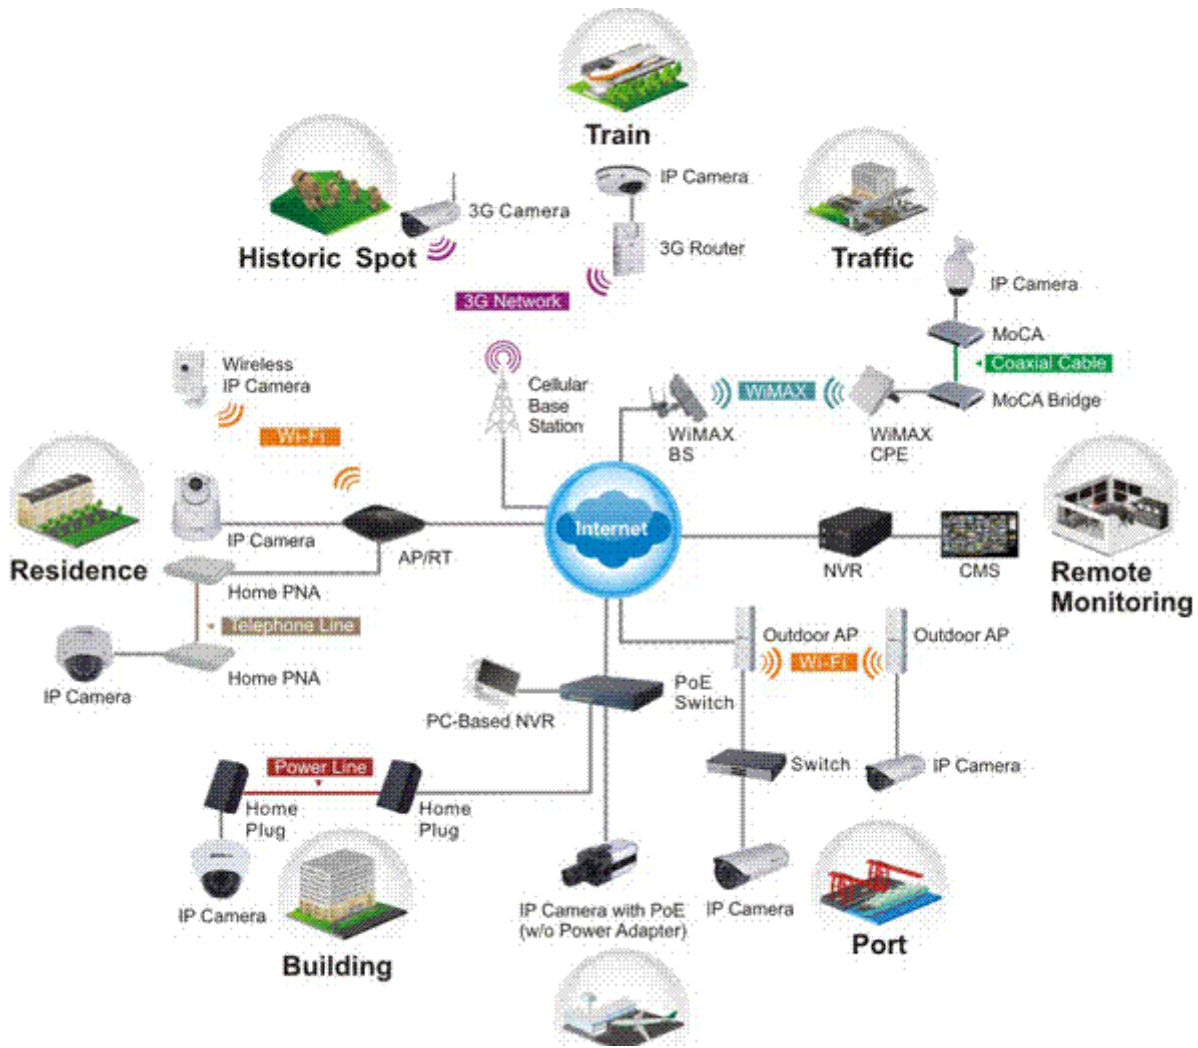 Train
IP Camera
3G Camera
3G Router
Historic Spot
Traffic
IP Camera
3G Network
MoCA
Coaxial Cable
MoCA Bridge
Wireless
IP Camera
Cellular
Base
Station
WiMAX
WiMAX
BS
WiMAX
CPE
Wi-Fi
Internet
IP Camera
AP/RT
NVR
CMS
Residence
Remote
Monitoring
Home PNA
Telephone Line
Home PNA
IP Camera
Outdoor AP
Wi-Fi
Outdoor AP
PoE
Switch
PC-Based NVR
Power Line
Switch
IP Camera
Home
Plug
Home
Plug
IP Camera
IP Camera with PoE
(w/o Power Adapter)
IP Camera
Building
Port